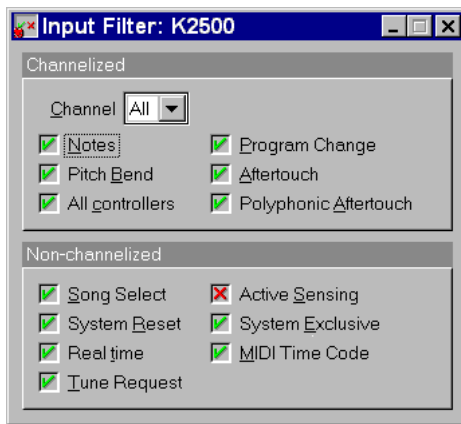 Input Filter: K2500
Channelized
Channel All
Notes Program Change
Pitch Bend Aftertouch
All controllers Polyphonic Aftertouch
Non-channelized
Song Select Active Sensing
System Reset System Exclusive
Real time MIDI Time Code
Tune Request